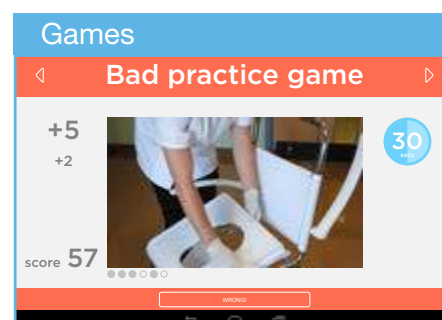 Games
Bad practice game
+5
+2
30
secs
score 57
WRONG!